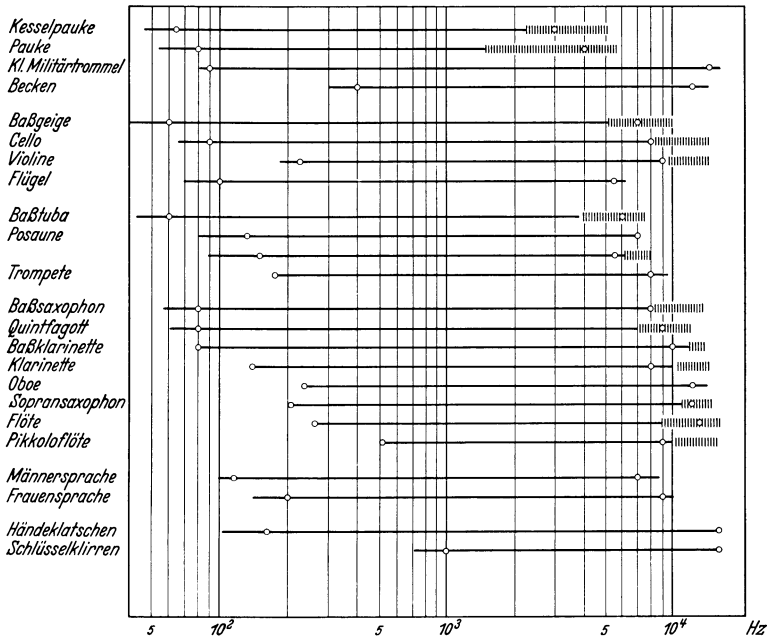 Kesselpauke
Pauke
Kl. Militärtrommel
Becken
Baßgeige
Cello
Violine
Flügel
Baßtuba
Posaune
Trompete
Baßsaxophon
Quintfagott
Baßklarinette
Klarinette
Oboe
Sopransaxophon
Flöte
Pikkoloflöte
Männersprache
Frauensprache
Händeklatschen
Schlüsselklirren
5 10² 5 10³ 5 10⁴ Hz